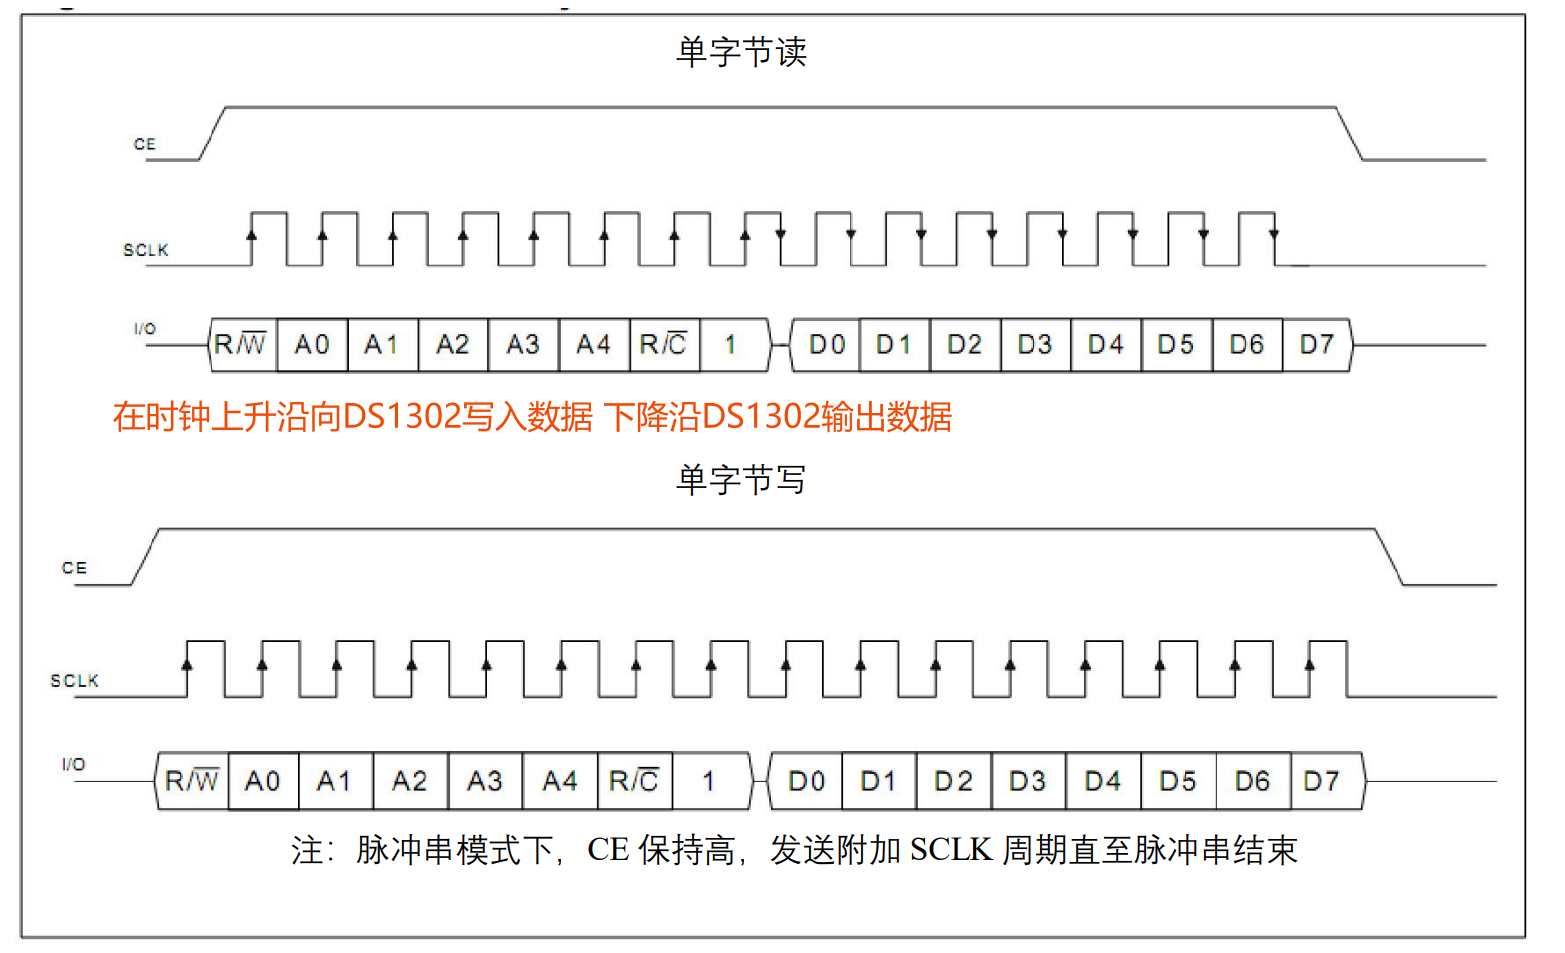 单字节读
CE
SCLK
I/O R/W̅ A0 A1 A2 A3 A4 R/C̅ 1 D0 D1 D2 D3 D4 D5 D6 D7
在时钟上升沿向DS1302写入数据 下降沿DS1302输出数据
单字节写
CE
SCLK
I/O R/W̅ A0 A1 A2 A3 A4 R/C̅ 1 D0 D1 D2 D3 D4 D5 D6 D7
注：脉冲串模式下，CE 保持高，发送附加 SCLK 周期直至脉冲串结束